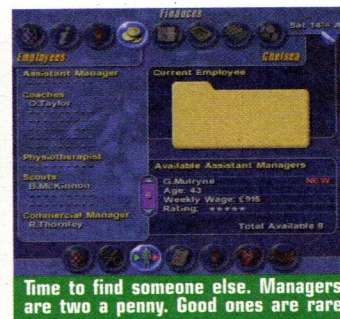 Finances
Sat 14th A
Employees
Chelsea
Assistant Manager
Coaches
O.Taylor
Physiotherapist
Scouts
B.McKinnon
Commercial Manager
R.Thornley
Current Employee
Available Assistant Managers
G.Mutryne
NEW
Age: 43
Weekly Wage: £915
Rating: *****
Total Available 8
Time to find someone else. Managers
are two a penny. Good ones are rare